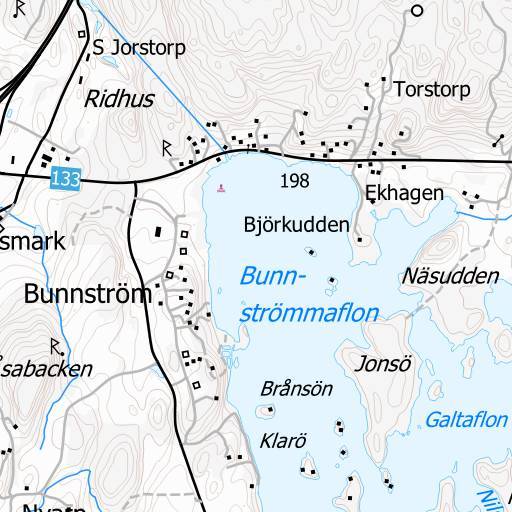 S Jorstorp
Torstorp
Ridhus
133
198
Ekhagen
Björkudden
smark
Bunn-
strömmaflon
Näsudden
Bunnström
Jonsö
sabacken
Brånsön
Galtaflon
Klarö